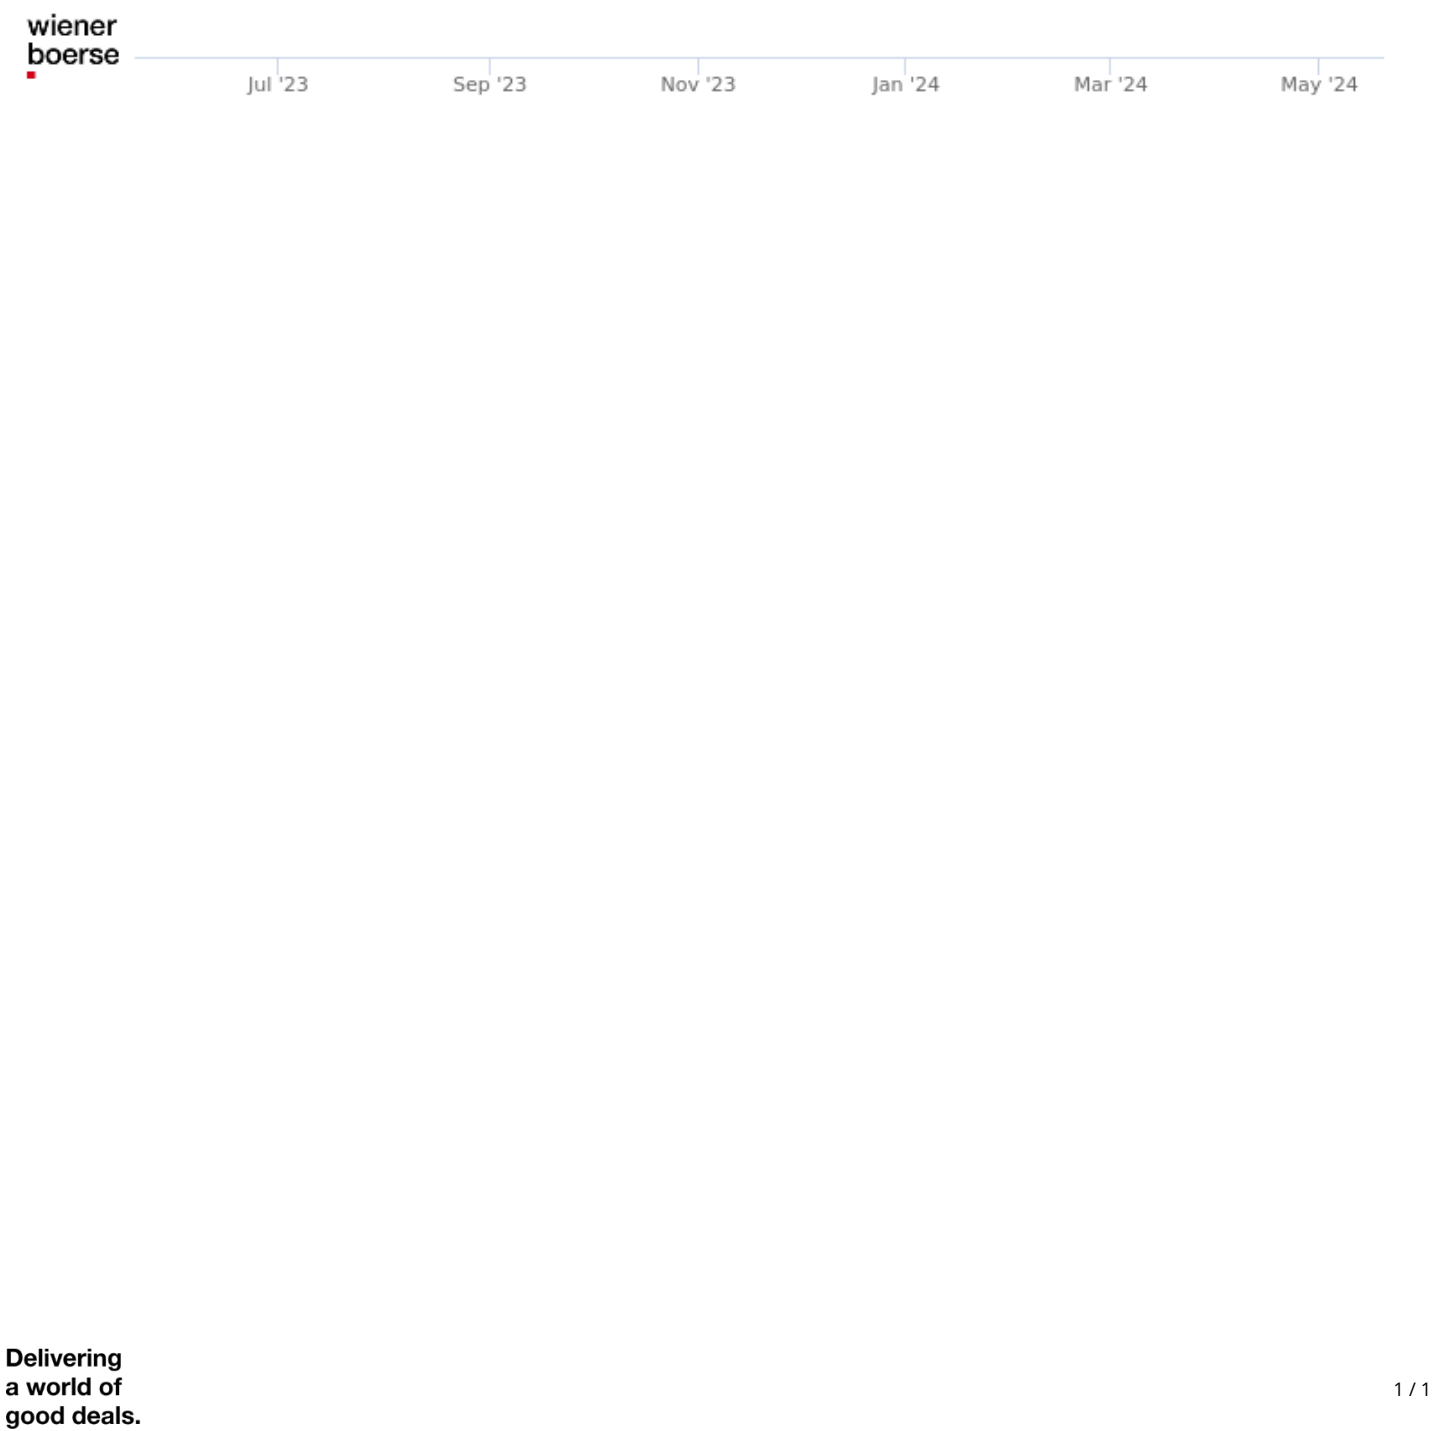 wiener
boerse
Jul '23 Sep '23 Nov '23 Jan '24 Mar '24 May '24
Delivering
a world of
good deals.
1 / 1